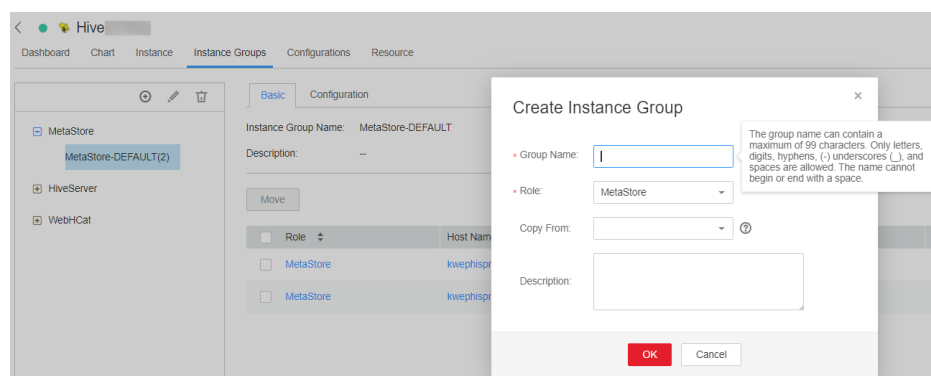 Hive
Dashboard Chart Instance Instance Groups Configurations Resource
Basic Configuration
MetaStore
MetaStore-DEFAULT(2)
HiveServer
WebHCat
Instance Group Name: MetaStore-DEFAULT
Description: --
Move
Role Host Nam
MetaStore kwephispr
MetaStore kwephispr
Create Instance Group
* Group Name:
The group name can contain a
maximum of 99 characters. Only letters,
digits, hyphens, (-) underscores (_), and
spaces are allowed. The name cannot
begin or end with a space.
* Role: MetaStore
Copy From:
Description:
OK Cancel